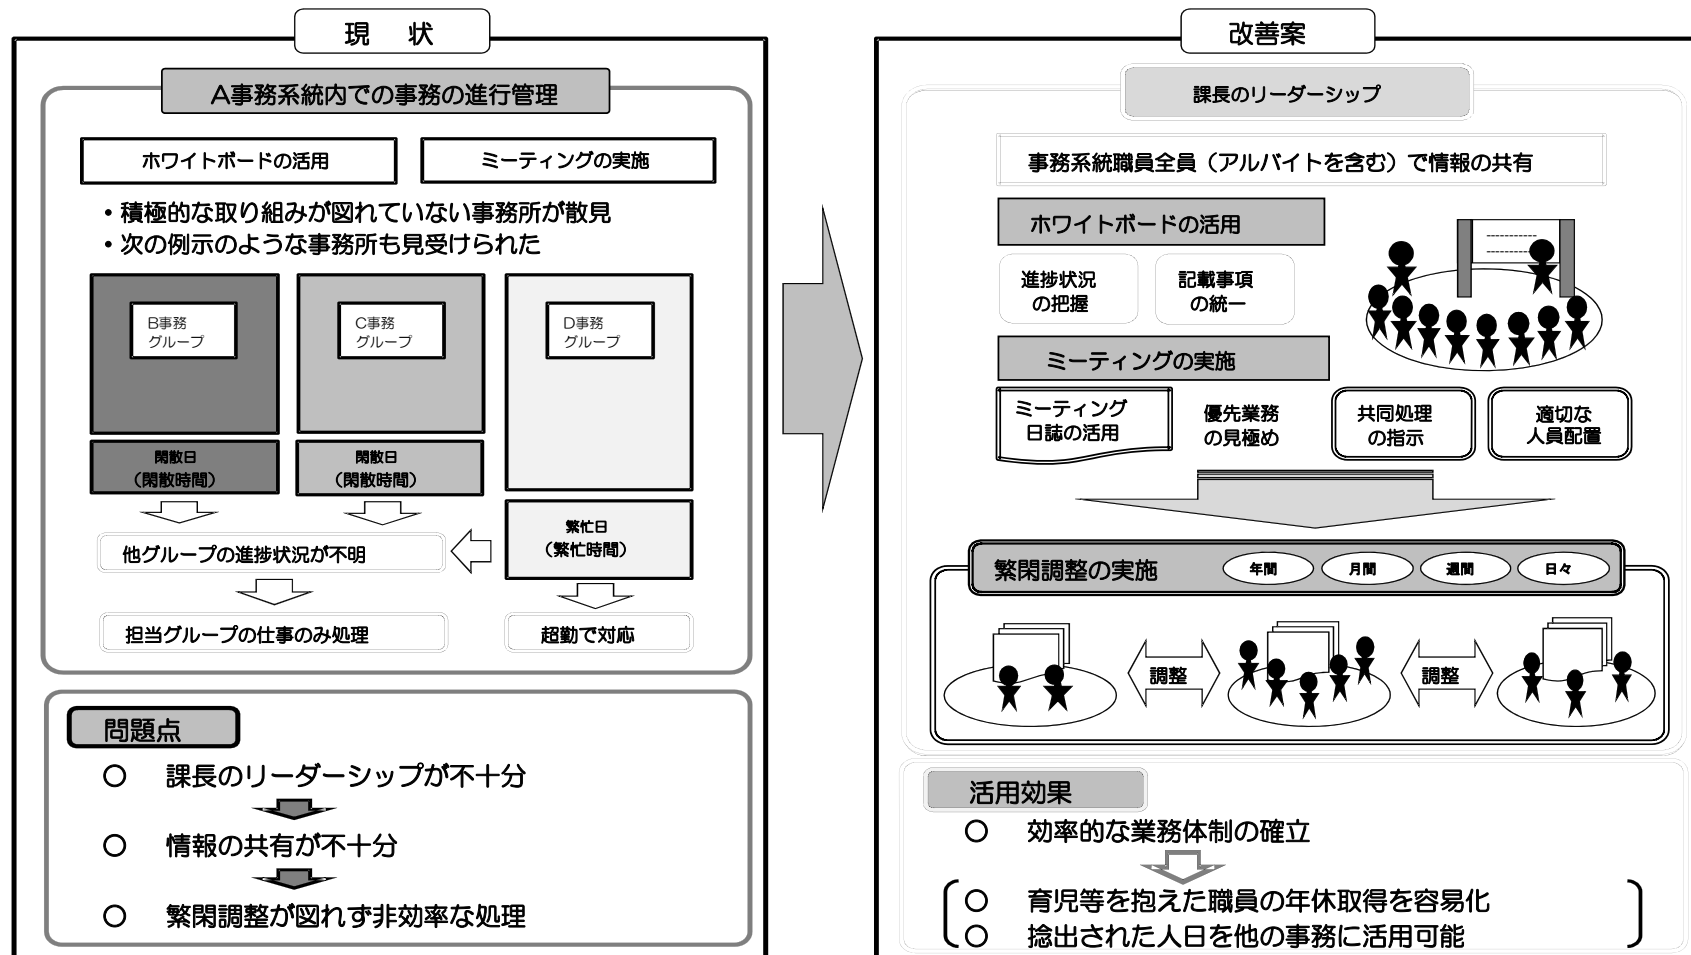 現　状
A事務系統内での事務の進行管理
ホワイトボードの活用
ミーティングの実施
・積極的な取り組みが図れていない事務所が散見
・次の例示のような事務所も見受けられた
B事務
グループ
C事務
グループ
D事務
グループ
閑散日
（閑散時間）
閑散日
（閑散時間）
繁忙日
（繁忙時間）
他グループの進捗状況が不明
担当グループの仕事のみ処理
超勤で対応
問題点
○　課長のリーダーシップが不十分
○　情報の共有が不十分
○　繁閑調整が図れず非効率な処理
改善案
課長のリーダーシップ
事務系統職員全員（アルバイトを含む）で情報の共有
ホワイトボードの活用
進捗状況
の把握
記載事項
の統一
ミーティングの実施
ミーティング
日誌の活用
優先業務
の見極め
共同処理
の指示
適切な
人員配置
繁閑調整の実施
年間
月間
週間
日々
調整
調整
活用効果
○　効率的な業務体制の確立
○　育児等を抱えた職員の年休取得を容易化
○　捻出された人日を他の事務に活用可能